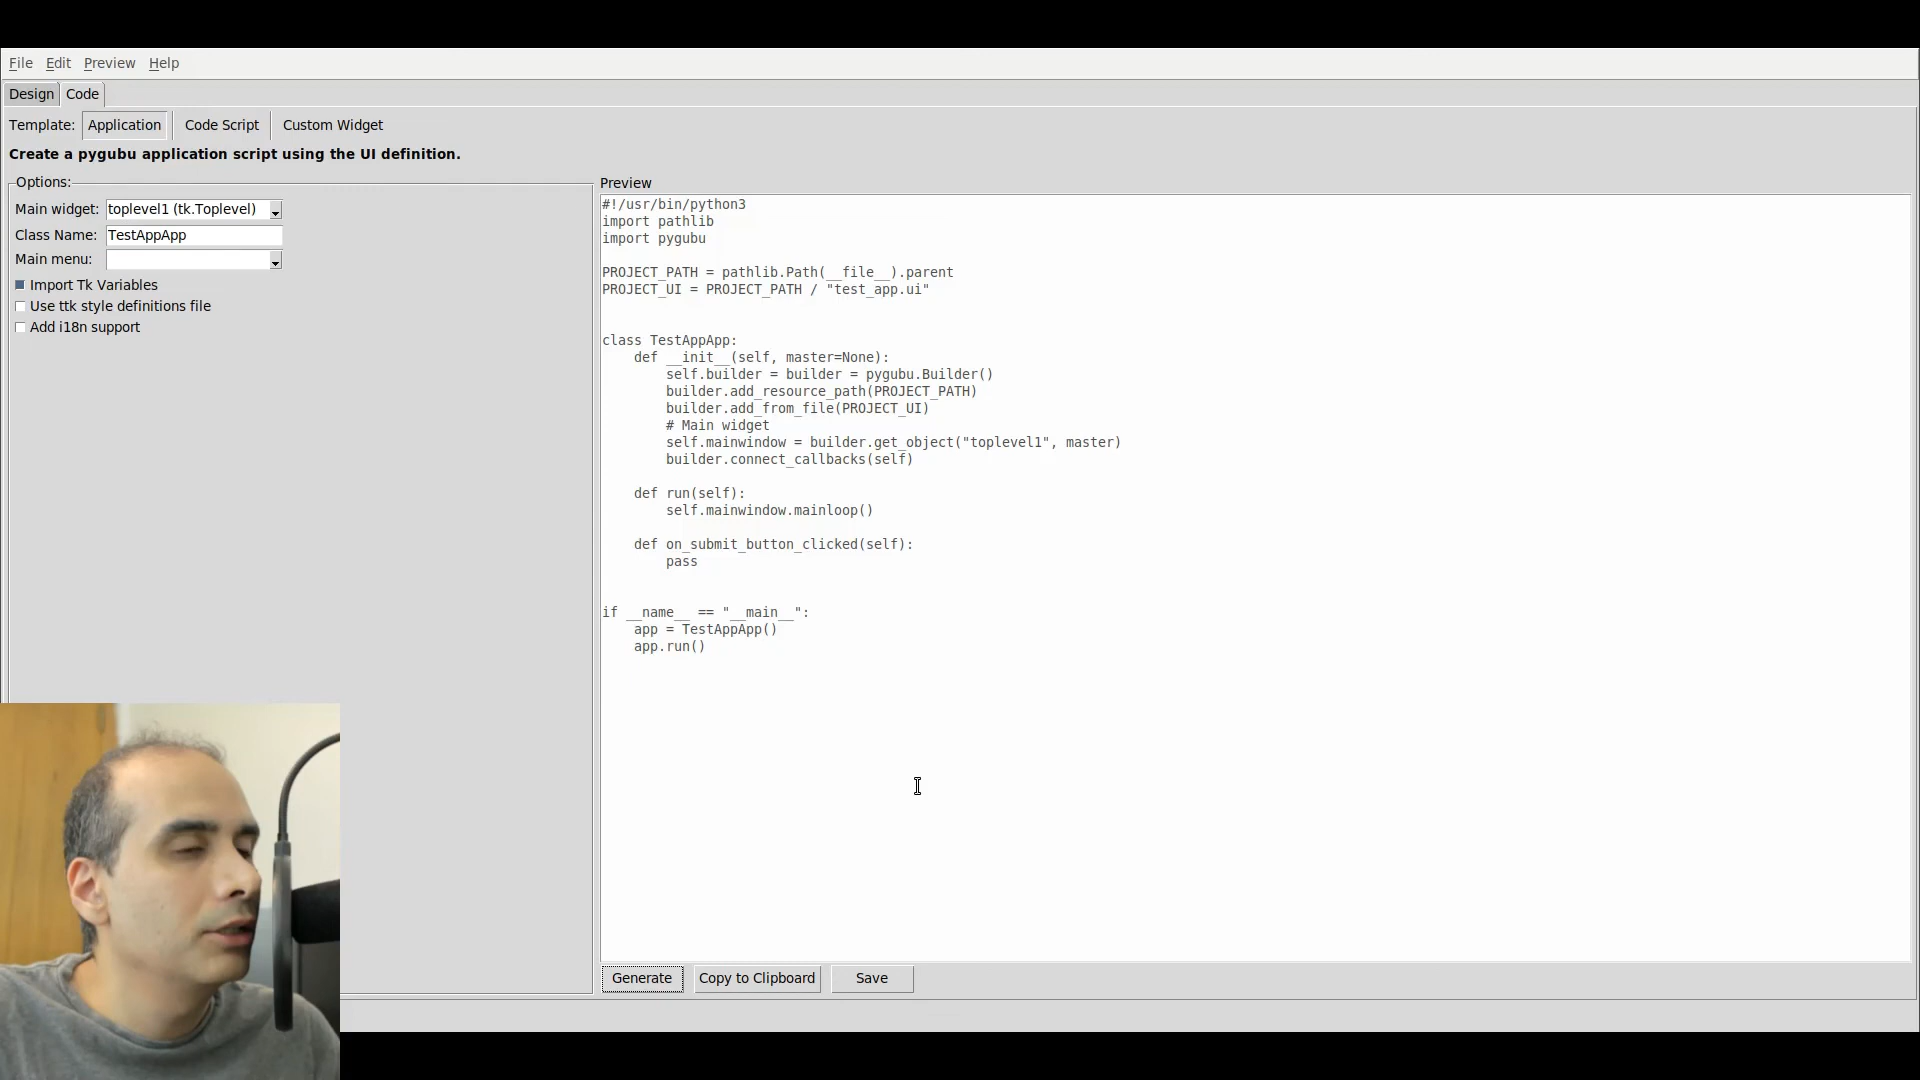 File Edit Preview Help
Design Code
Template: Application Code Script Custom Widget
Create a pygubu application script using the UI definition.
Options:
Main widget: toplevel1 (tk.Toplevel)
Class Name: TestAppApp
Main menu:
Import Tk Variables
Use ttk style definitions file
Add i18n support
Preview
#!/usr/bin/python3
import pathlib
import pygubu

PROJECT_PATH = pathlib.Path(__file__).parent
PROJECT_UI = PROJECT_PATH / "test_app.ui"


class TestAppApp:
    def __init__(self, master=None):
        self.builder = builder = pygubu.Builder()
        builder.add_resource_path(PROJECT_PATH)
        builder.add_from_file(PROJECT_UI)
        # Main widget
        self.mainwindow = builder.get_object("toplevel1", master)
        builder.connect_callbacks(self)

    def run(self):
        self.mainwindow.mainloop()

    def on_submit_button_clicked(self):
        pass


if __name__ == "__main__":
    app = TestAppApp()
    app.run()
Generate Copy to Clipboard Save